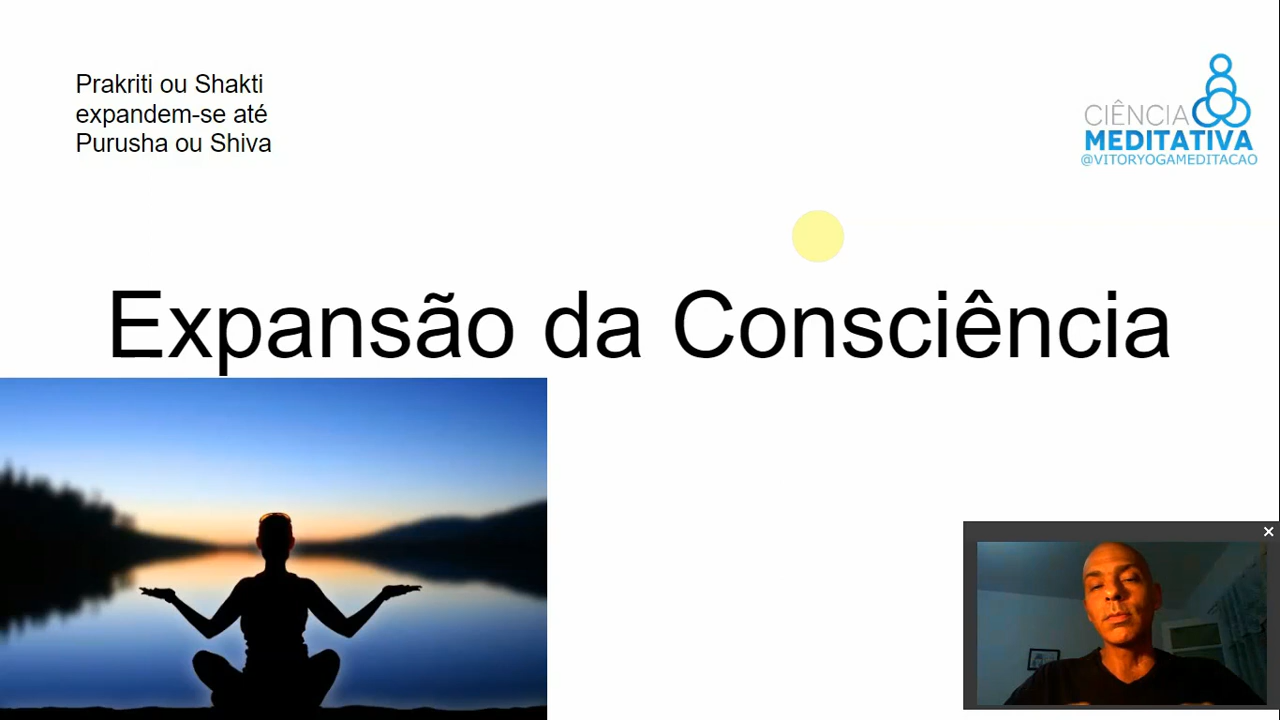 Prakriti ou Shakti
expandem-se até
Purusha ou Shiva
CIÊNCIA
MEDITATIVA
@VITORYOGAMEDITACAO
Expansão da Consciência